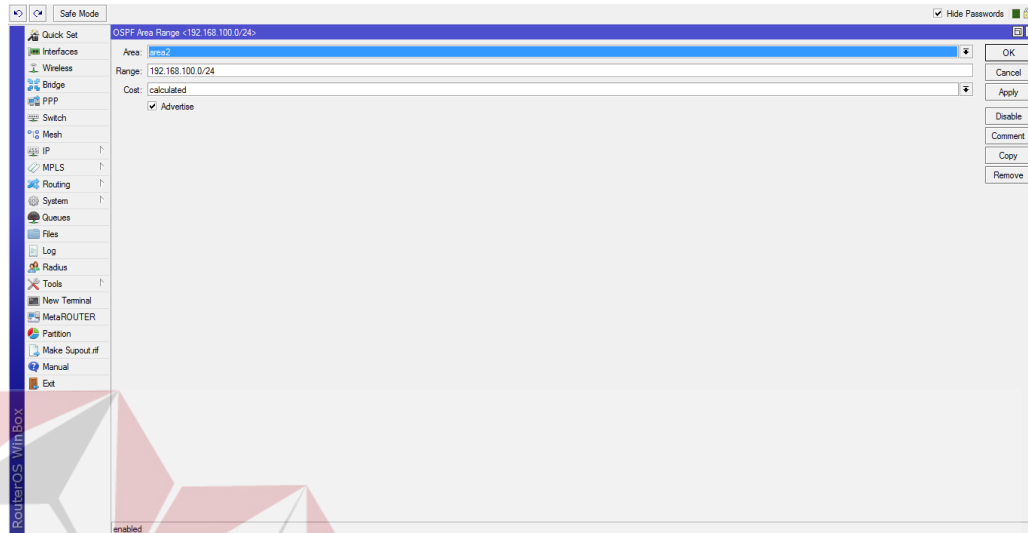 Safe Mode
Hide Passwords
OSPF Area Range <192.168.100.0/24>
Area: area2
Range: 192.168.100.0/24
Cost: calculated
Advertise
OK
Cancel
Apply
Disable
Comment
Copy
Remove
Quick Set
Interfaces
Wireless
Bridge
PPP
Switch
Mesh
IP
MPLS
Routing
System
Queues
Files
Log
Radius
Tools
New Terminal
MetaROUTER
Partition
Make Supout.rif
Manual
Exit
RouterOS WinBox
enabled